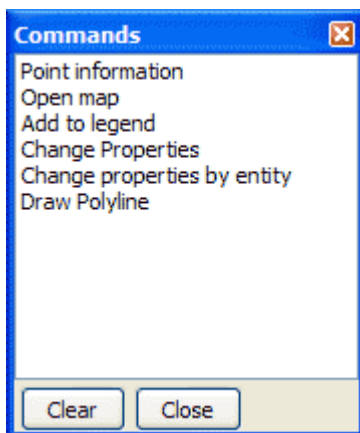 Commands
Point information
Open map
Add to legend
Change Properties
Change properties by entity
Draw Polyline
Clear Close